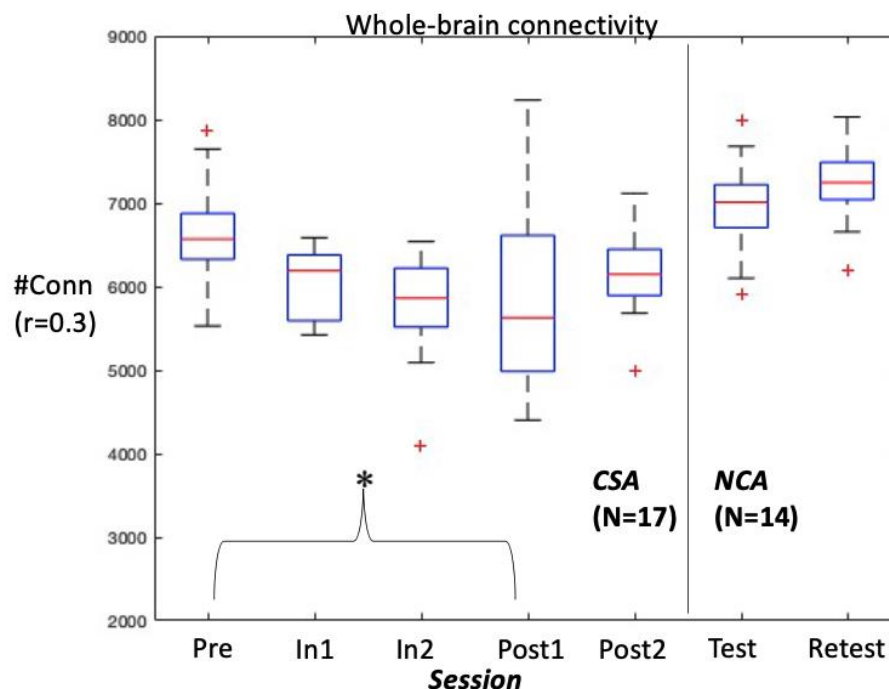 Whole-brain connectivity
9000
8000
7000
6000
5000
4000
3000
2000
#Conn
(r=0.3)
*
CSA
(N=17)
NCA
(N=14)
Pre In1 In2 Post1 Post2 Test Retest
Session